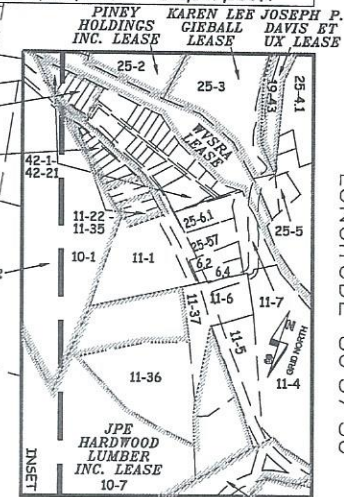 PINEY
HOLDINGS
INC. LEASE
KAREN LEE
GIEBALL
LEASE
JOSEPH P.
DAVIS ET
UX LEASE
25-2
25-3
19-43
25-4.1
WYSRA
LEASE
42-1-
42-21
11-22
11-35
25-6.1
25-5
10-1
11-1
25-57
6.2
6.4
11-37
11-6
11-7
11-5
GRID NORTH
11-4
11-36
JPE
HARDWOOD
LUMBER
INC. LEASE
10-7
INSET